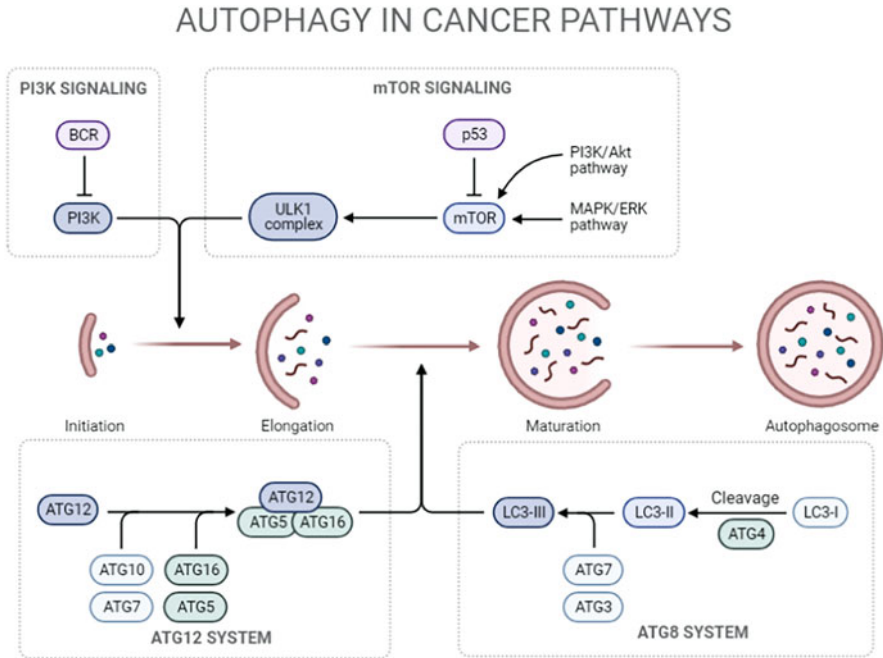 AUTOPHAGY IN CANCER PATHWAYS
PI3K SIGNALING
BCR
PI3K
mTOR SIGNALING
p53
PI3K/Akt
pathway
ULK1
complex
mTOR
MAPK/ERK
pathway
Initiation
Elongation
Maturation
Autophagosome
ATG12
ATG10
ATG7
ATG16
ATG5
ATG12
ATG5
ATG16
ATG12 SYSTEM
LC3-III
LC3-II
Cleavage
LC3-I
ATG4
ATG7
ATG3
ATG8 SYSTEM